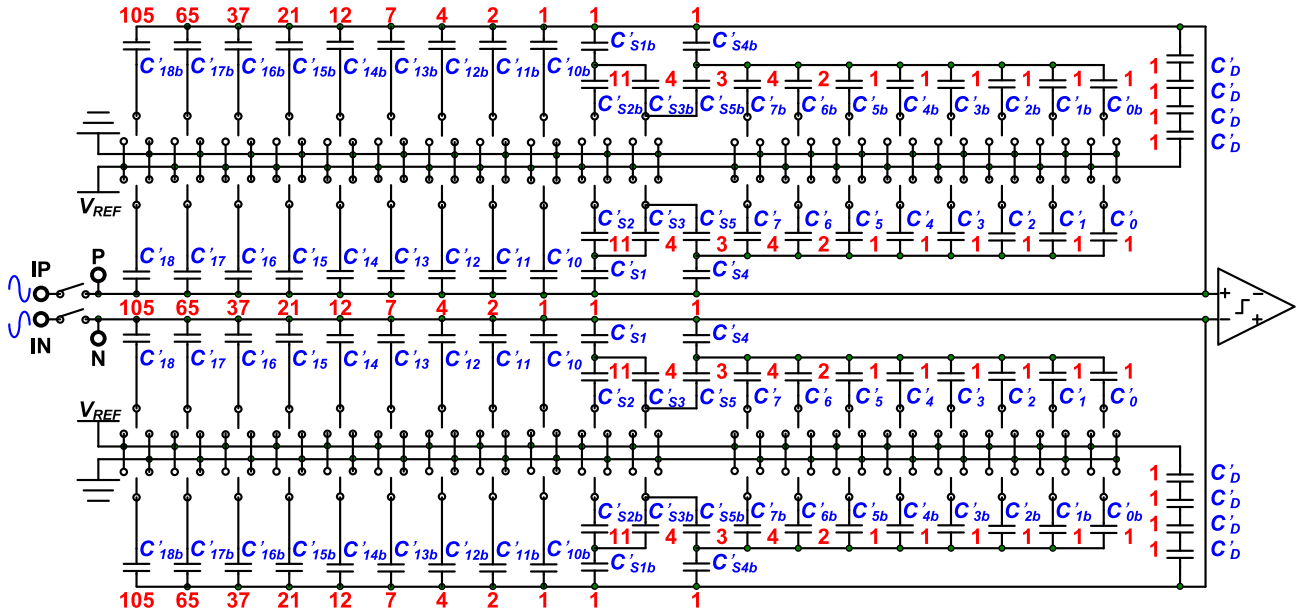 105 65 37 21 12 7 4 2 1 1 1
C'18b C'17b C'16b C'15b C'14b C'13b C'12b C'11b C'10b C'S1b C'S4b
11 4 3 4 2 1 1 1 1 1
C'S2b C'S3b C'S5b C'7b C'6b C'5b C'4b C'3b C'2b C'1b C'0b
1 C'D
1 C'D
1 C'D
1 C'D
VREF
C'S2 C'S3 C'S5 C'7 C'6 C'5 C'4 C'3 C'2 C'1 C'0
11 4 3 4 2 1 1 1 1 1 1
C'18 C'17 C'16 C'15 C'14 C'13 C'12 C'11 C'10 C'S1 C'S4
IP P
+ −
105 65 37 21 12 7 4 2 1 1 1
− +
IN N
C'18 C'17 C'16 C'15 C'14 C'13 C'12 C'11 C'10 C'S1 C'S4
11 4 3 4 2 1 1 1 1 1 1
C'S2 C'S3 C'S5 C'7 C'6 C'5 C'4 C'3 C'2 C'1 C'0
VREF
1 C'D
1 C'D
1 C'D
1 C'D
C'S2b C'S3b C'S5b C'7b C'6b C'5b C'4b C'3b C'2b C'1b C'0b
11 4 3 4 2 1 1 1 1 1 1
C'18b C'17b C'16b C'15b C'14b C'13b C'12b C'11b C'10b C'S1b C'S4b
105 65 37 21 12 7 4 2 1 1 1